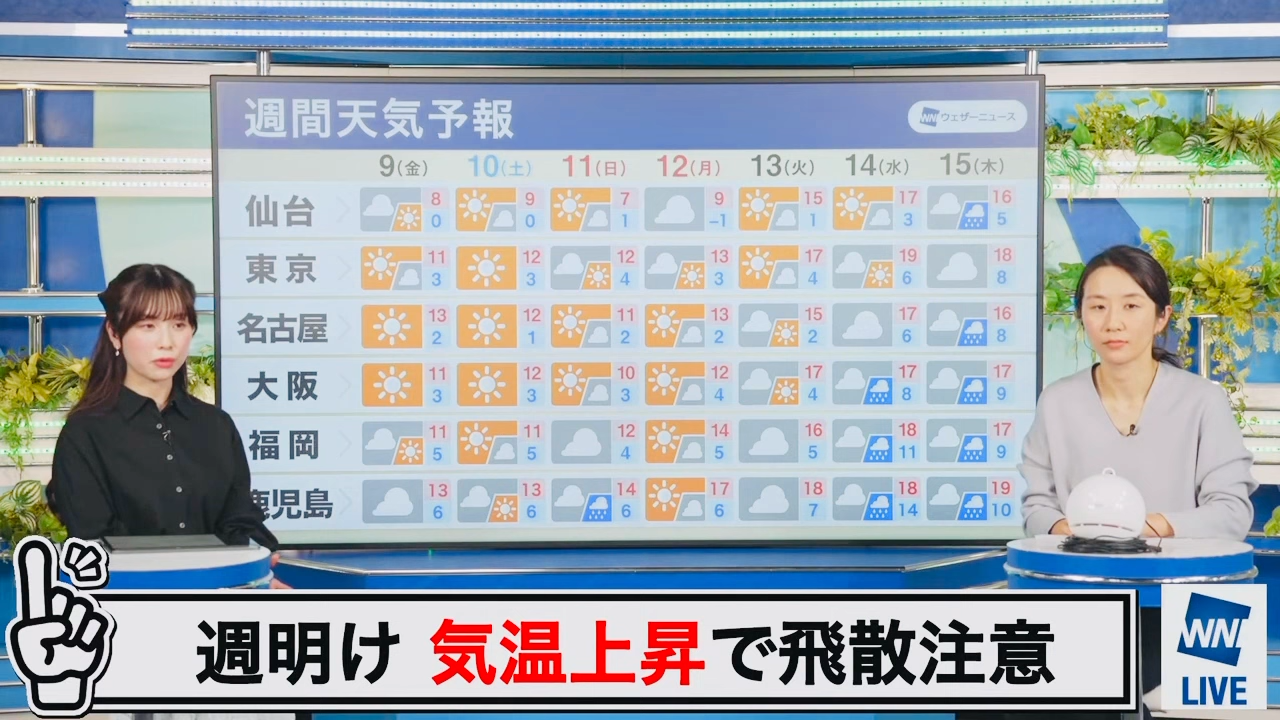 週間天気予報
WNI ウェザーニュース
9(金) 10(土) 11(日) 12(月) 13(火) 14(水) 15(木)
仙台 8 0 9 0 7 1 9 -1 15 1 17 3 16 5
東京 11 3 12 3 12 4 13 3 17 4 19 6 18 8
名古屋 13 2 12 1 11 2 13 2 15 2 17 6 16 8
大阪 11 3 12 3 10 3 12 4 17 4 17 8 17 9
福岡 11 5 11 5 12 4 14 5 16 5 18 11 17 9
鹿児島 13 6 13 6 14 6 17 6 18 7 18 14 19 10
週明け 気温上昇で飛散注意
WNI
LIVE